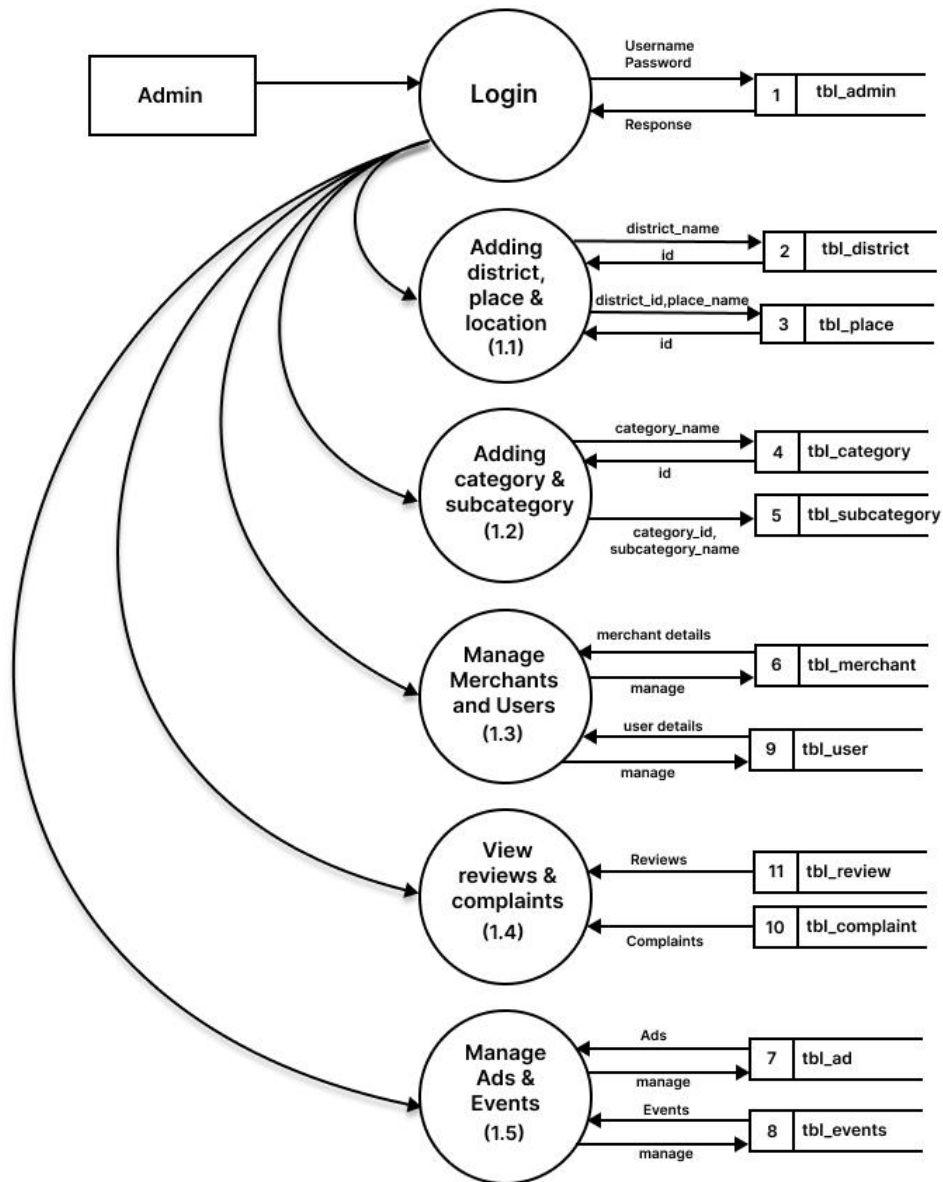 Admin
Login
Username
Password
Response
1
tbl_admin
Adding
district,
place &
location
(1.1)
district_name
id
2
tbl_district
district_id,place_name
id
3
tbl_place
Adding
category &
subcategory
(1.2)
category_name
id
4
tbl_category
category_id,
subcategory_name
5
tbl_subcategory
Manage
Merchants
and Users
(1.3)
merchant details
manage
6
tbl_merchant
user details
manage
9
tbl_user
View
reviews &
complaints
(1.4)
Reviews
11
tbl_review
Complaints
10
tbl_complaint
Manage
Ads &
Events
(1.5)
Ads
manage
7
tbl_ad
Events
manage
8
tbl_events